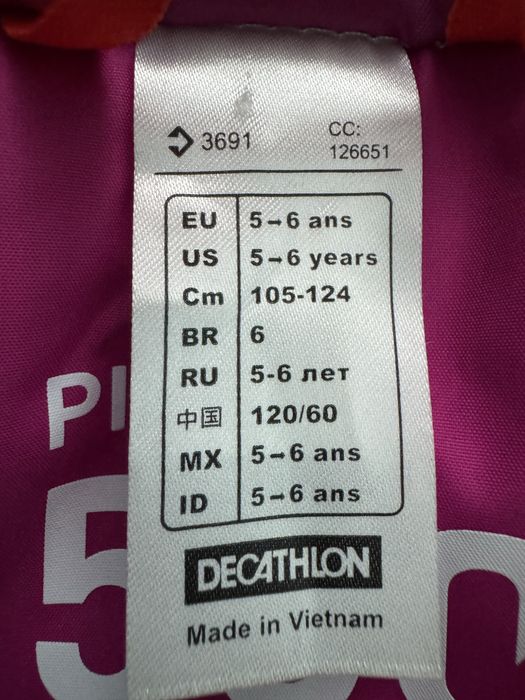 3691 CC:
126651
EU 5→6 ans
US 5→6 years
Cm 105-124
BR 6
RU 5-6 лет
中国 120/60
MX 5→6 ans
ID 5→6 ans
DECATHLON
Made in Vietnam